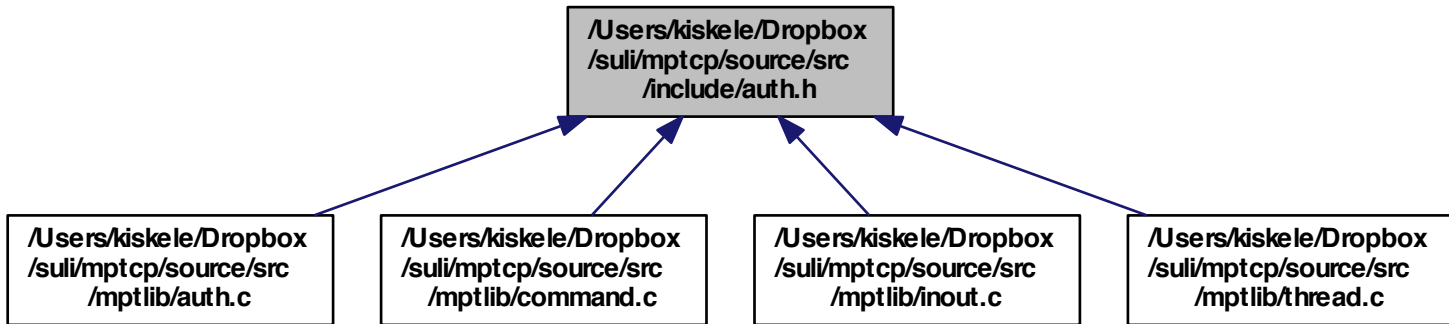 /Users/kiskele/Dropbox
/suli/mptcp/source/src
/include/auth.h
/Users/kiskele/Dropbox
/suli/mptcp/source/src
/mptlib/auth.c
/Users/kiskele/Dropbox
/suli/mptcp/source/src
/mptlib/command.c
/Users/kiskele/Dropbox
/suli/mptcp/source/src
/mptlib/inout.c
/Users/kiskele/Dropbox
/suli/mptcp/source/src
/mptlib/thread.c